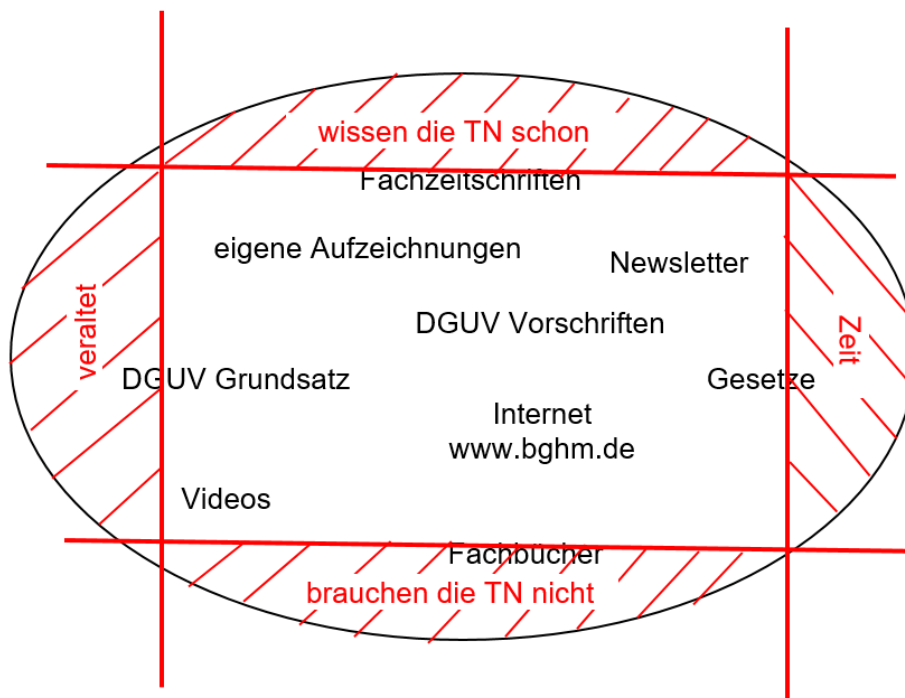 wissen die TN schon
Fachzeitschriften
eigene Aufzeichnungen
Newsletter
DGUV Vorschriften
veraltet
Zeit
DGUV Grundsatz
Gesetze
Internet
www.bghm.de
Videos
Fachbücher
brauchen die TN nicht